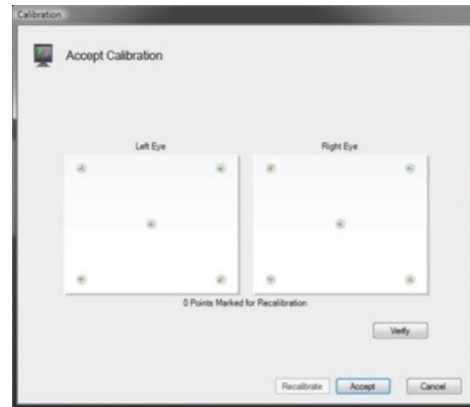 Calibration
Accept Calibration
Left Eye Right Eye
0 Points Marked for Recalibration
Verify
Recalibrate Accept Cancel